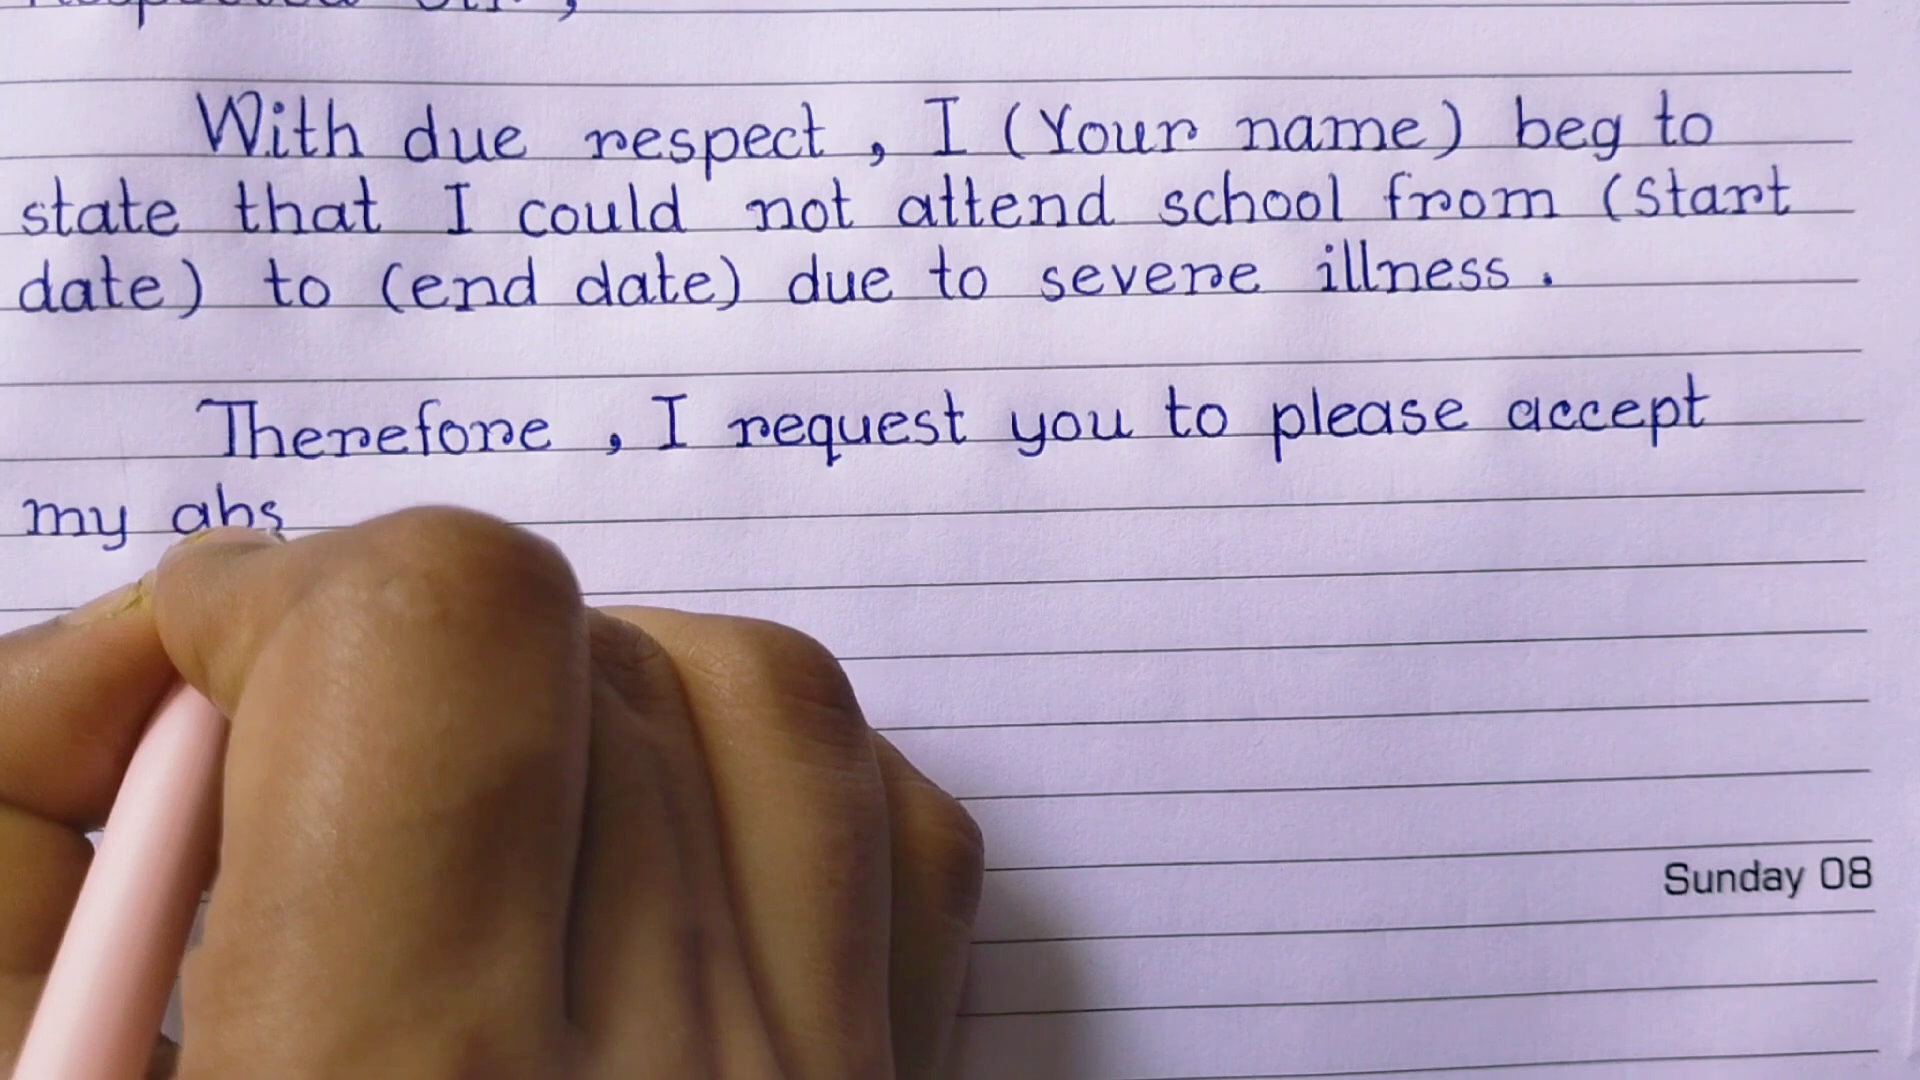 With due respect , I (Your name) beg to
state that I could not attend school from (start
date) to (end date) due to severe illness .
Therefore , I request you to please accept
my abs
Sunday 08